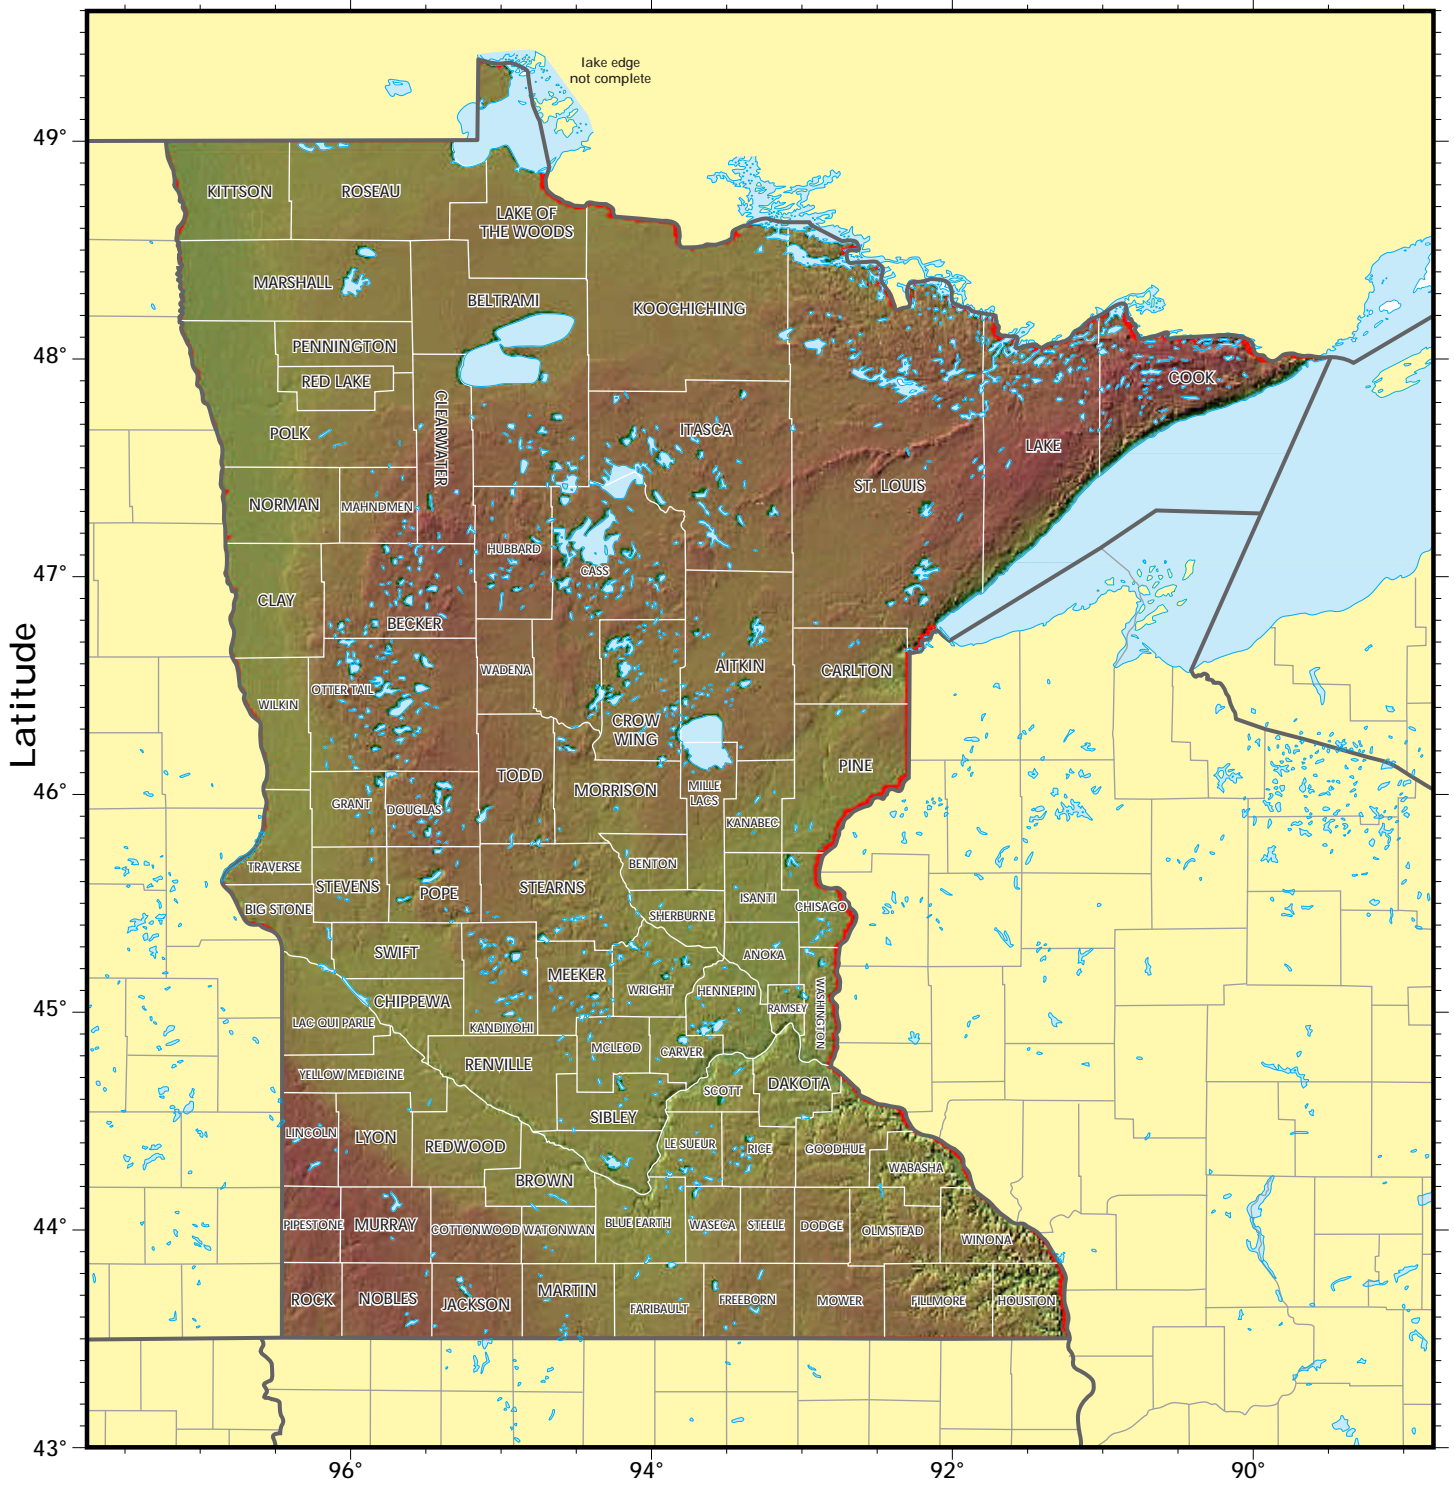 lake edge
not complete
49°
KITTSON
ROSEAU
LAKE OF
THE WOODS
MARSHALL
BELTRAMI
KOOCHICHING
PENNINGTON
48°
RED LAKE
COOK
CLEARWATER
POLK
ITASCA
LAKE
ST. LOUIS
NORMAN
MAHNDMEN
HUBBARD
CASS
47°
CLAY
BECKER
Latitude
WADENA
AITKIN
CARLTON
OTTER TAIL
WILKIN
CROW
WING
PINE
TODD
MORRISON
MILLE
LACS
46°
GRANT
DOUGLAS
KANABEC
TRAVERSE
BENTON
STEVENS
POPE
STEARNS
ISANTI
BIG STONE
SHERBURNE
CHISAGO
SWIFT
ANOKA
MEEKER
WRIGHT
HENNEPIN
WASHINGTON
CHIPPEWA
RAMSEY
45°
LAC QUI PARLE
KANDIYOHI
MCLEOD
CARVER
RENVILLE
YELLOW MEDICINE
SCOTT
DAKOTA
SIBLEY
LINCOLN
LYON
REDWOOD
LE SUEUR
RICE
GOODHUE
WABASHA
BROWN
44°
PIPESTONE
MURRAY
COTTONWOOD
WATONWAN
BLUE EARTH
WASECA
STEELE
DODGE
OLMSTEAD
WINONA
ROCK
NOBLES
JACKSON
MARTIN
FARIBAULT
FREEBORN
MOWER
FILLMORE
HOUSTON
43°
96°
94°
92°
90°